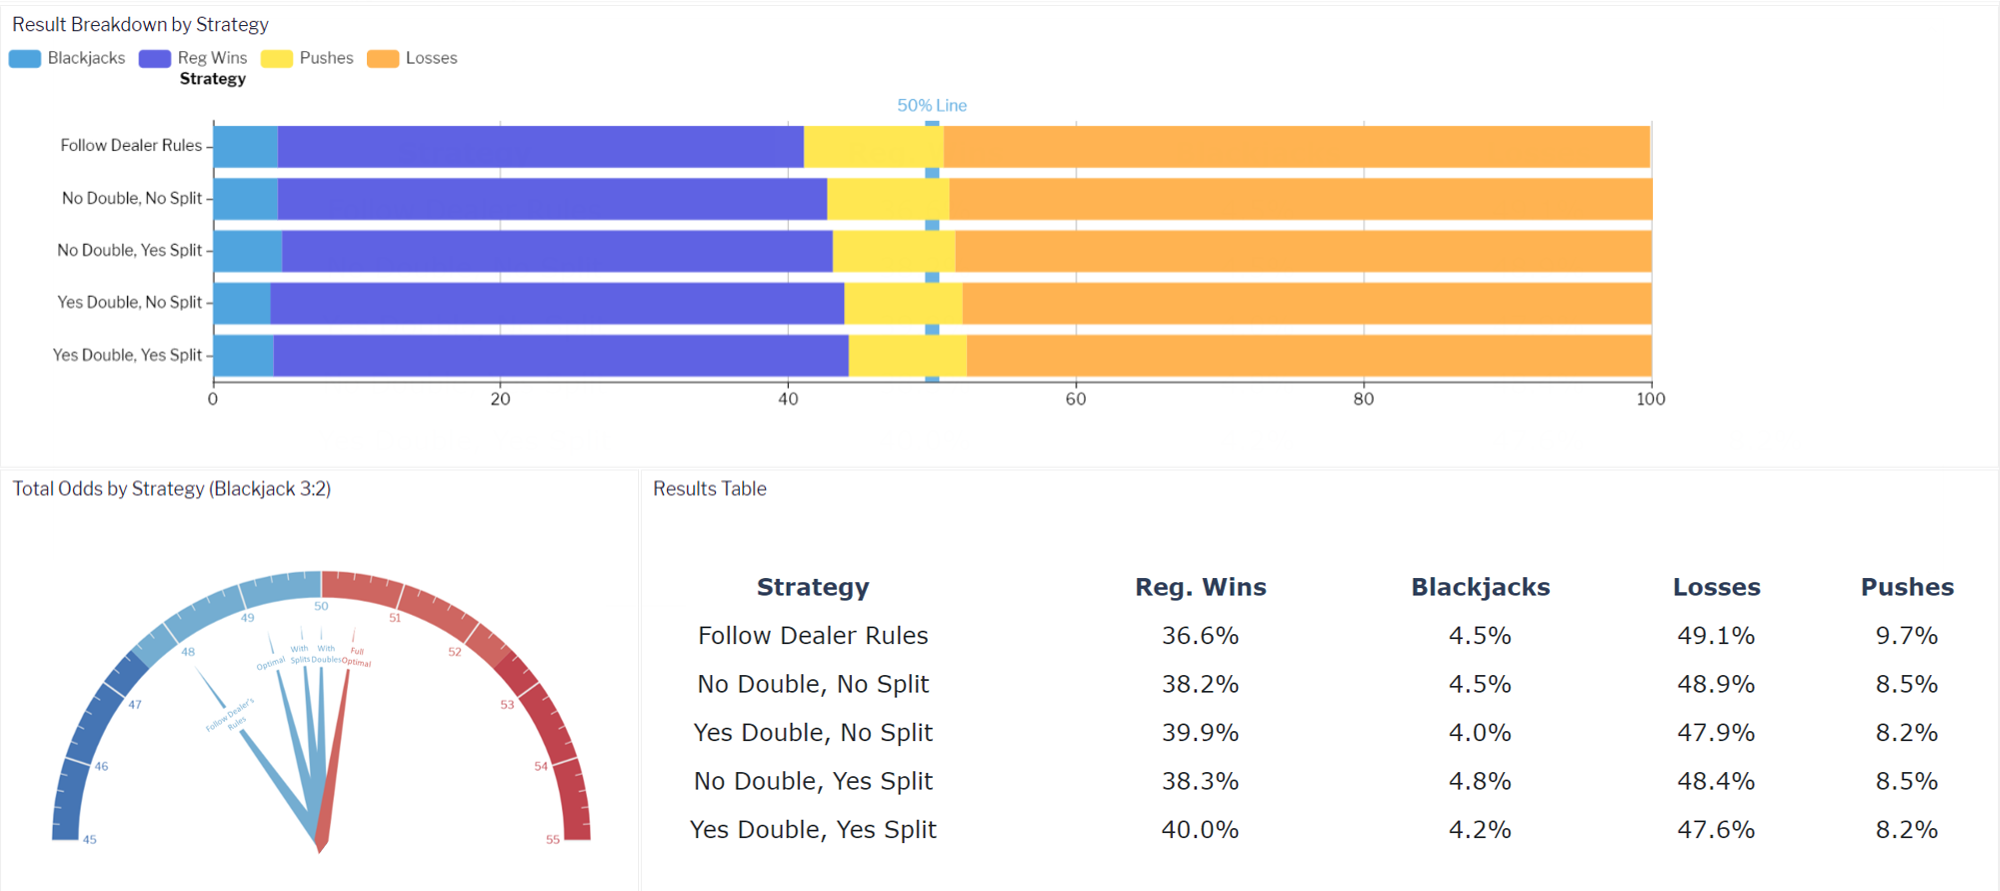 Result Breakdown by Strategy
Blackjacks Reg Wins Pushes Losses
Strategy
50% Line
Follow Dealer Rules
No Double, No Split
No Double, Yes Split
Yes Double, No Split
Yes Double, Yes Split
0 20 40 60 80 100
Total Odds by Strategy (Blackjack 3:2)
45
46
47
48
49
50
51
52
53
54
55
Follow Dealer's
Rules
Optimal
With
Splits
With
Doubles
Full
Optimal
Results Table
Strategy Reg. Wins Blackjacks Losses Pushes
Follow Dealer Rules 36.6% 4.5% 49.1% 9.7%
No Double, No Split 38.2% 4.5% 48.9% 8.5%
Yes Double, No Split 39.9% 4.0% 47.9% 8.2%
No Double, Yes Split 38.3% 4.8% 48.4% 8.5%
Yes Double, Yes Split 40.0% 4.2% 47.6% 8.2%